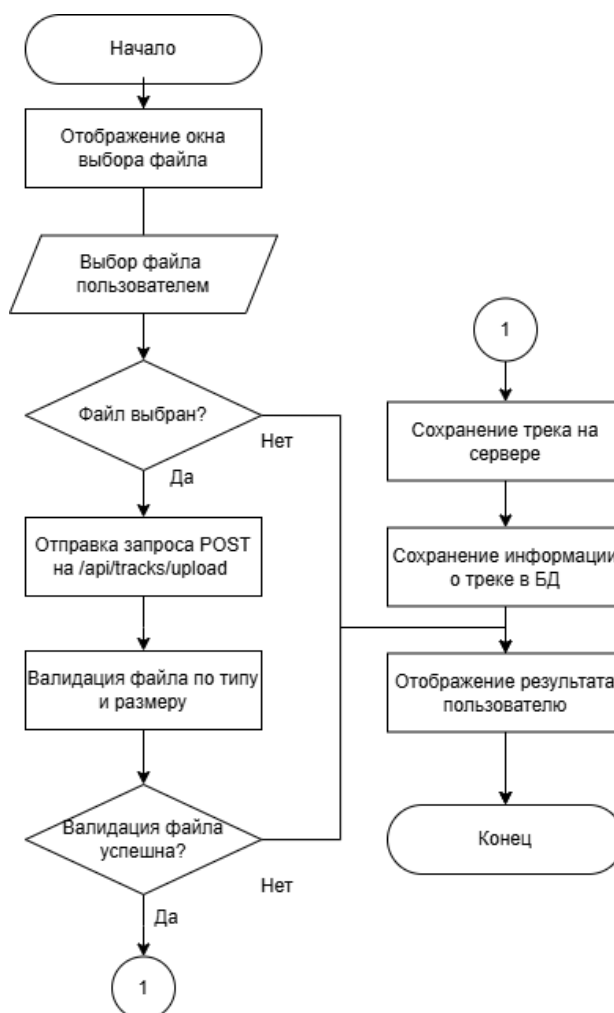 Начало
Отображение окна
выбора файла
Выбор файла
пользователем
Файл выбран?
Нет
Да
Отправка запроса POST
на /api/tracks/upload
Валидация файла по типу
и размеру
Валидация файла
успешна?
Нет
Да
1
1
Сохранение трека на
сервере
Сохранение информации
о треке в БД
Отображение результата
пользователю
Конец